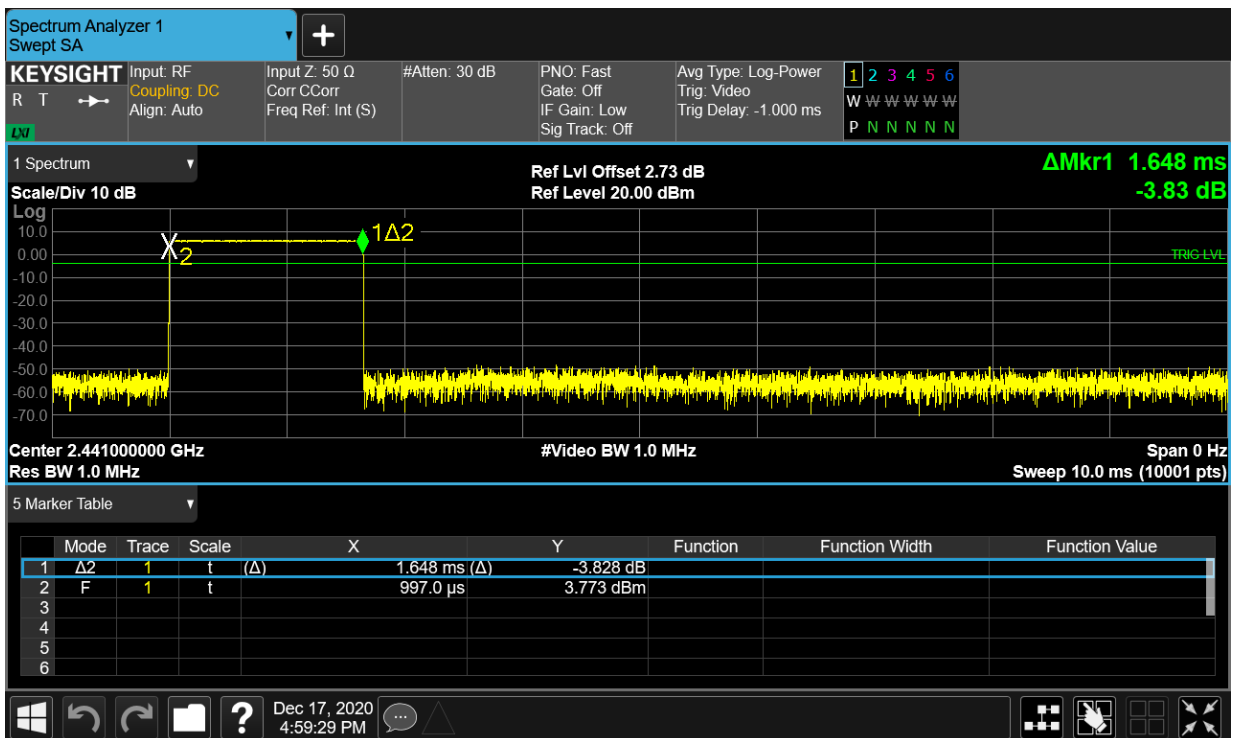 Spectrum Analyzer 1
Swept SA
KEYSIGHT
R T
LXI
Input: RF
Coupling: DC
Align: Auto
Input Z: 50 Ω
Corr CCorr
Freq Ref: Int (S)
#Atten: 30 dB
PNO: Fast
Gate: Off
IF Gain: Low
Sig Track: Off
Avg Type: Log-Power
Trig: Video
Trig Delay: -1.000 ms
1 2 3 4 5 6
W W W W W W
P N N N N N
1 Spectrum
Scale/Div 10 dB
Ref Lvl Offset 2.73 dB
Ref Level 20.00 dBm
ΔMkr1 1.648 ms
-3.83 dB
Log
10.0
0.00
-10.0
-20.0
-30.0
-40.0
-50.0
-60.0
-70.0
2
1Δ2
TRIG LVL
Center 2.441000000 GHz
#Video BW 1.0 MHz
Span 0 Hz
Res BW 1.0 MHz
Sweep 10.0 ms (10001 pts)
5 Marker Table
Mode Trace Scale X Y Function Function Width Function Value
1 Δ2 1 t (Δ) 1.648 ms (Δ) -3.828 dB
2 F 1 t 997.0 µs 3.773 dBm
3
4
5
6
?
Dec 17, 2020
4:59:29 PM